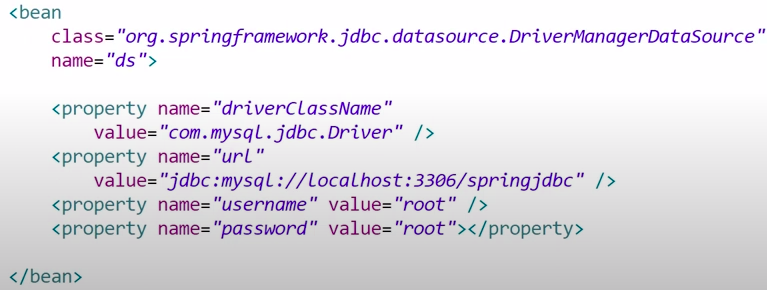 <bean
class="org.springframework.jdbc.datasource.DriverManagerDataSource"
name="ds">
<property name="driverClassName"
value="com.mysql.jdbc.Driver" />
<property name="url"
value="jdbc:mysql://localhost:3306/springjdbc" />
<property name="username" value="root" />
<property name="password" value="root"></property>
</bean>